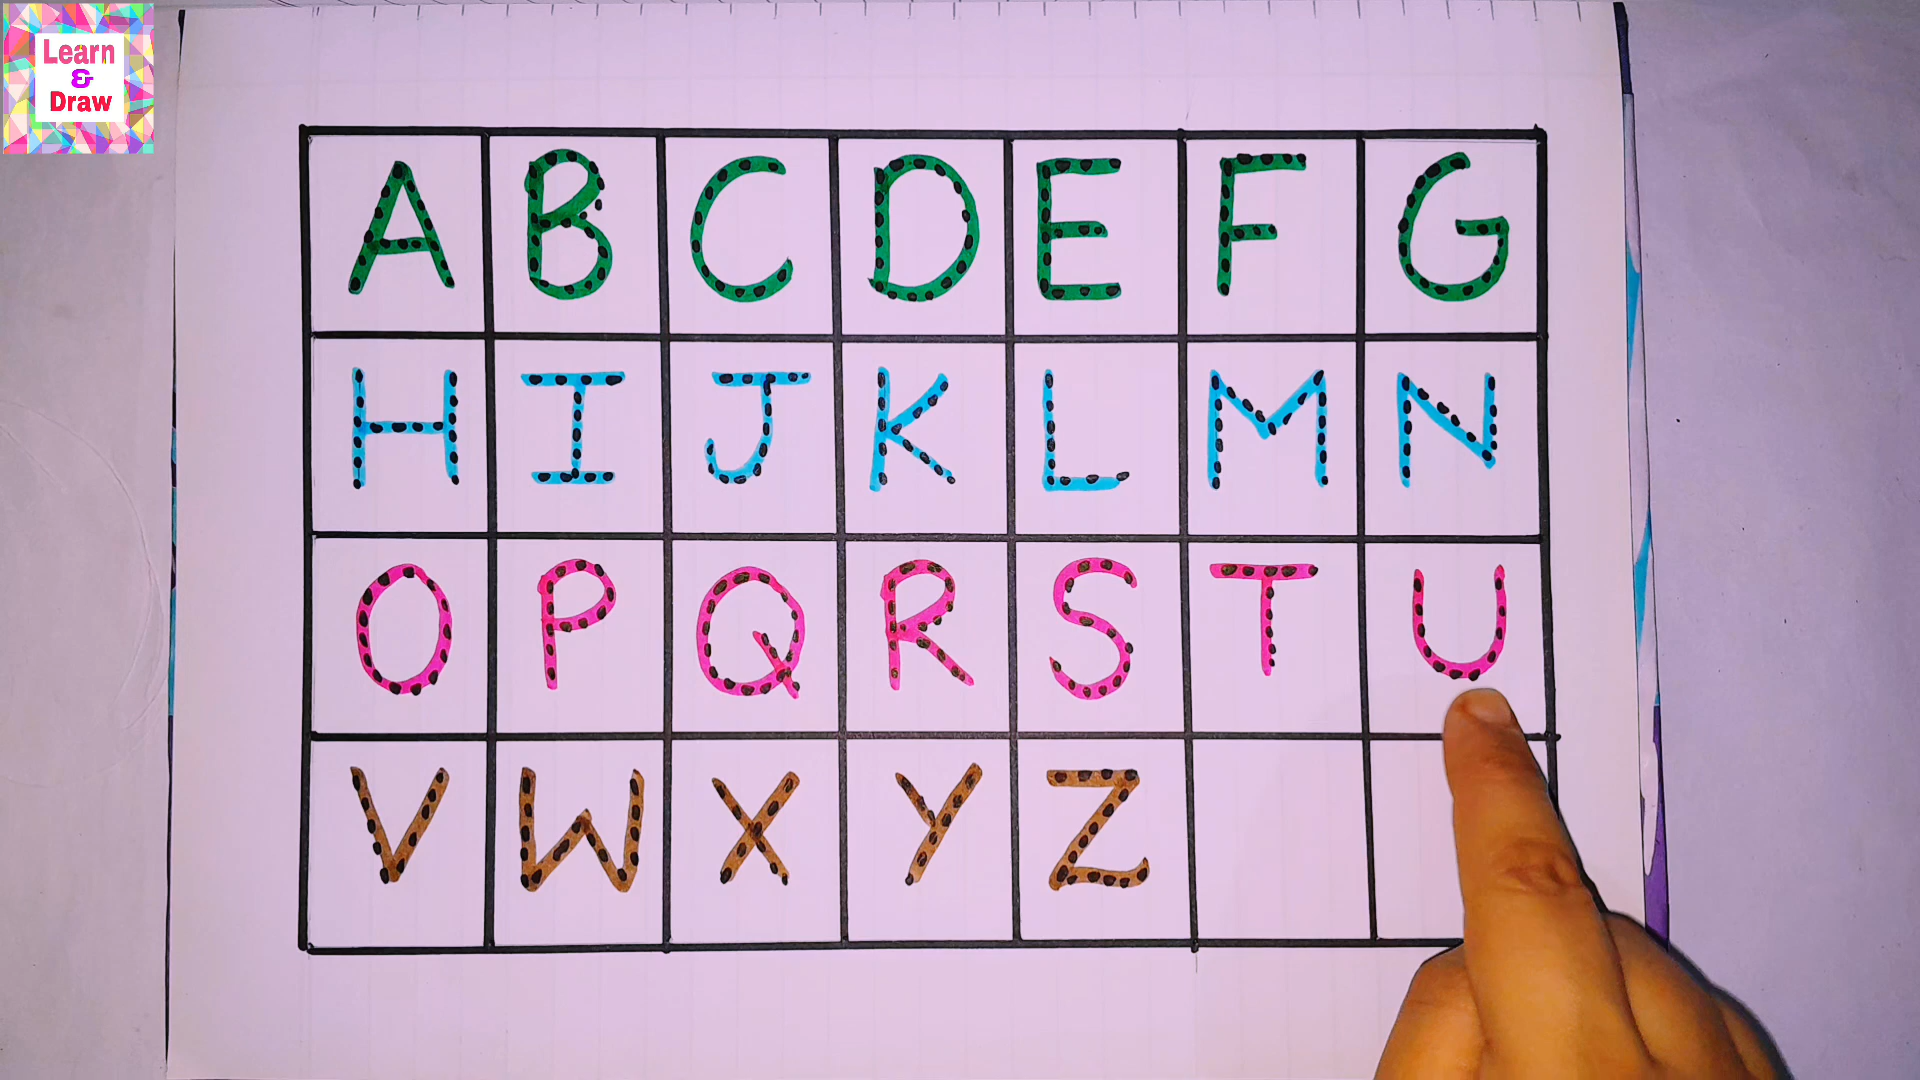 Learn
&
Draw
A B C D E F G
H I J K L M N
O P Q R S T U
V W X Y Z